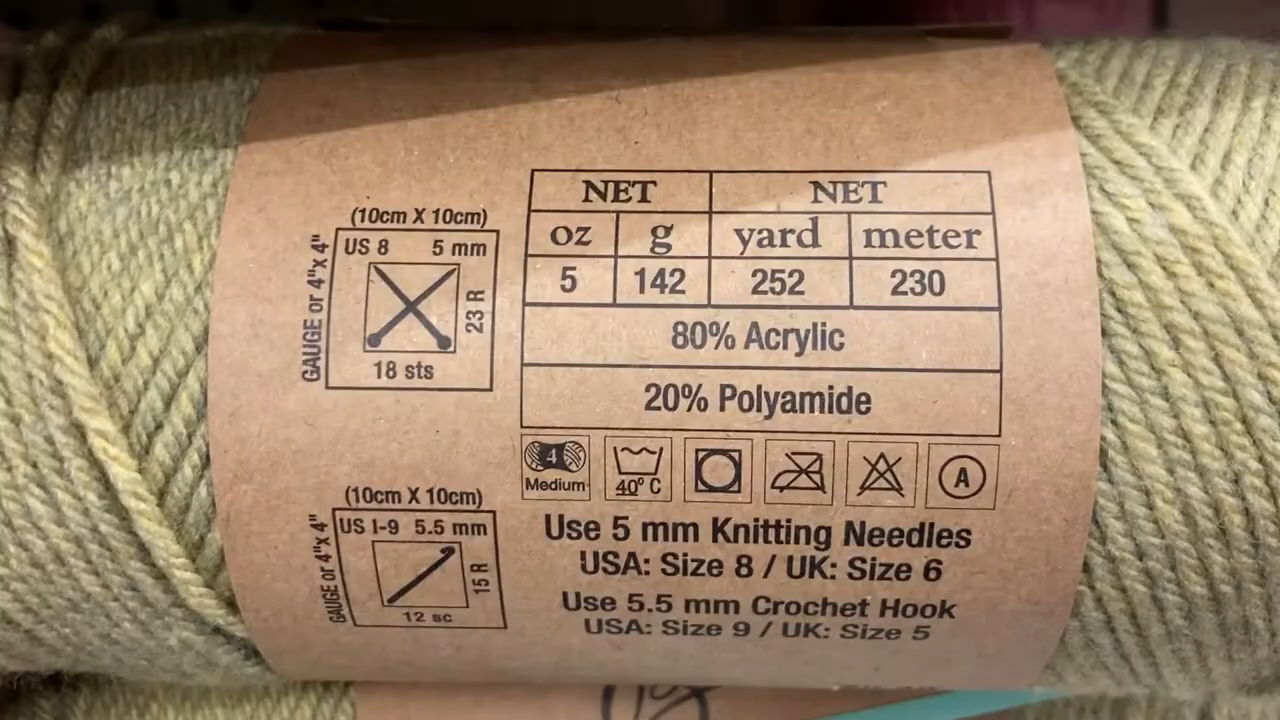 (10cm X 10cm)
GAUGE or 4"x 4"
US 8 5 mm
23 R
18 sts
(10cm X 10cm)
GAUGE or 4"x 4"
US I-9 5.5 mm
15 R
12 sc
NET NET
oz g yard meter
5 142 252 230
80% Acrylic
20% Polyamide
4
Medium
40° C
A
Use 5 mm Knitting Needles
USA: Size 8 / UK: Size 6
Use 5.5 mm Crochet Hook
USA: Size 9 / UK: Size 5